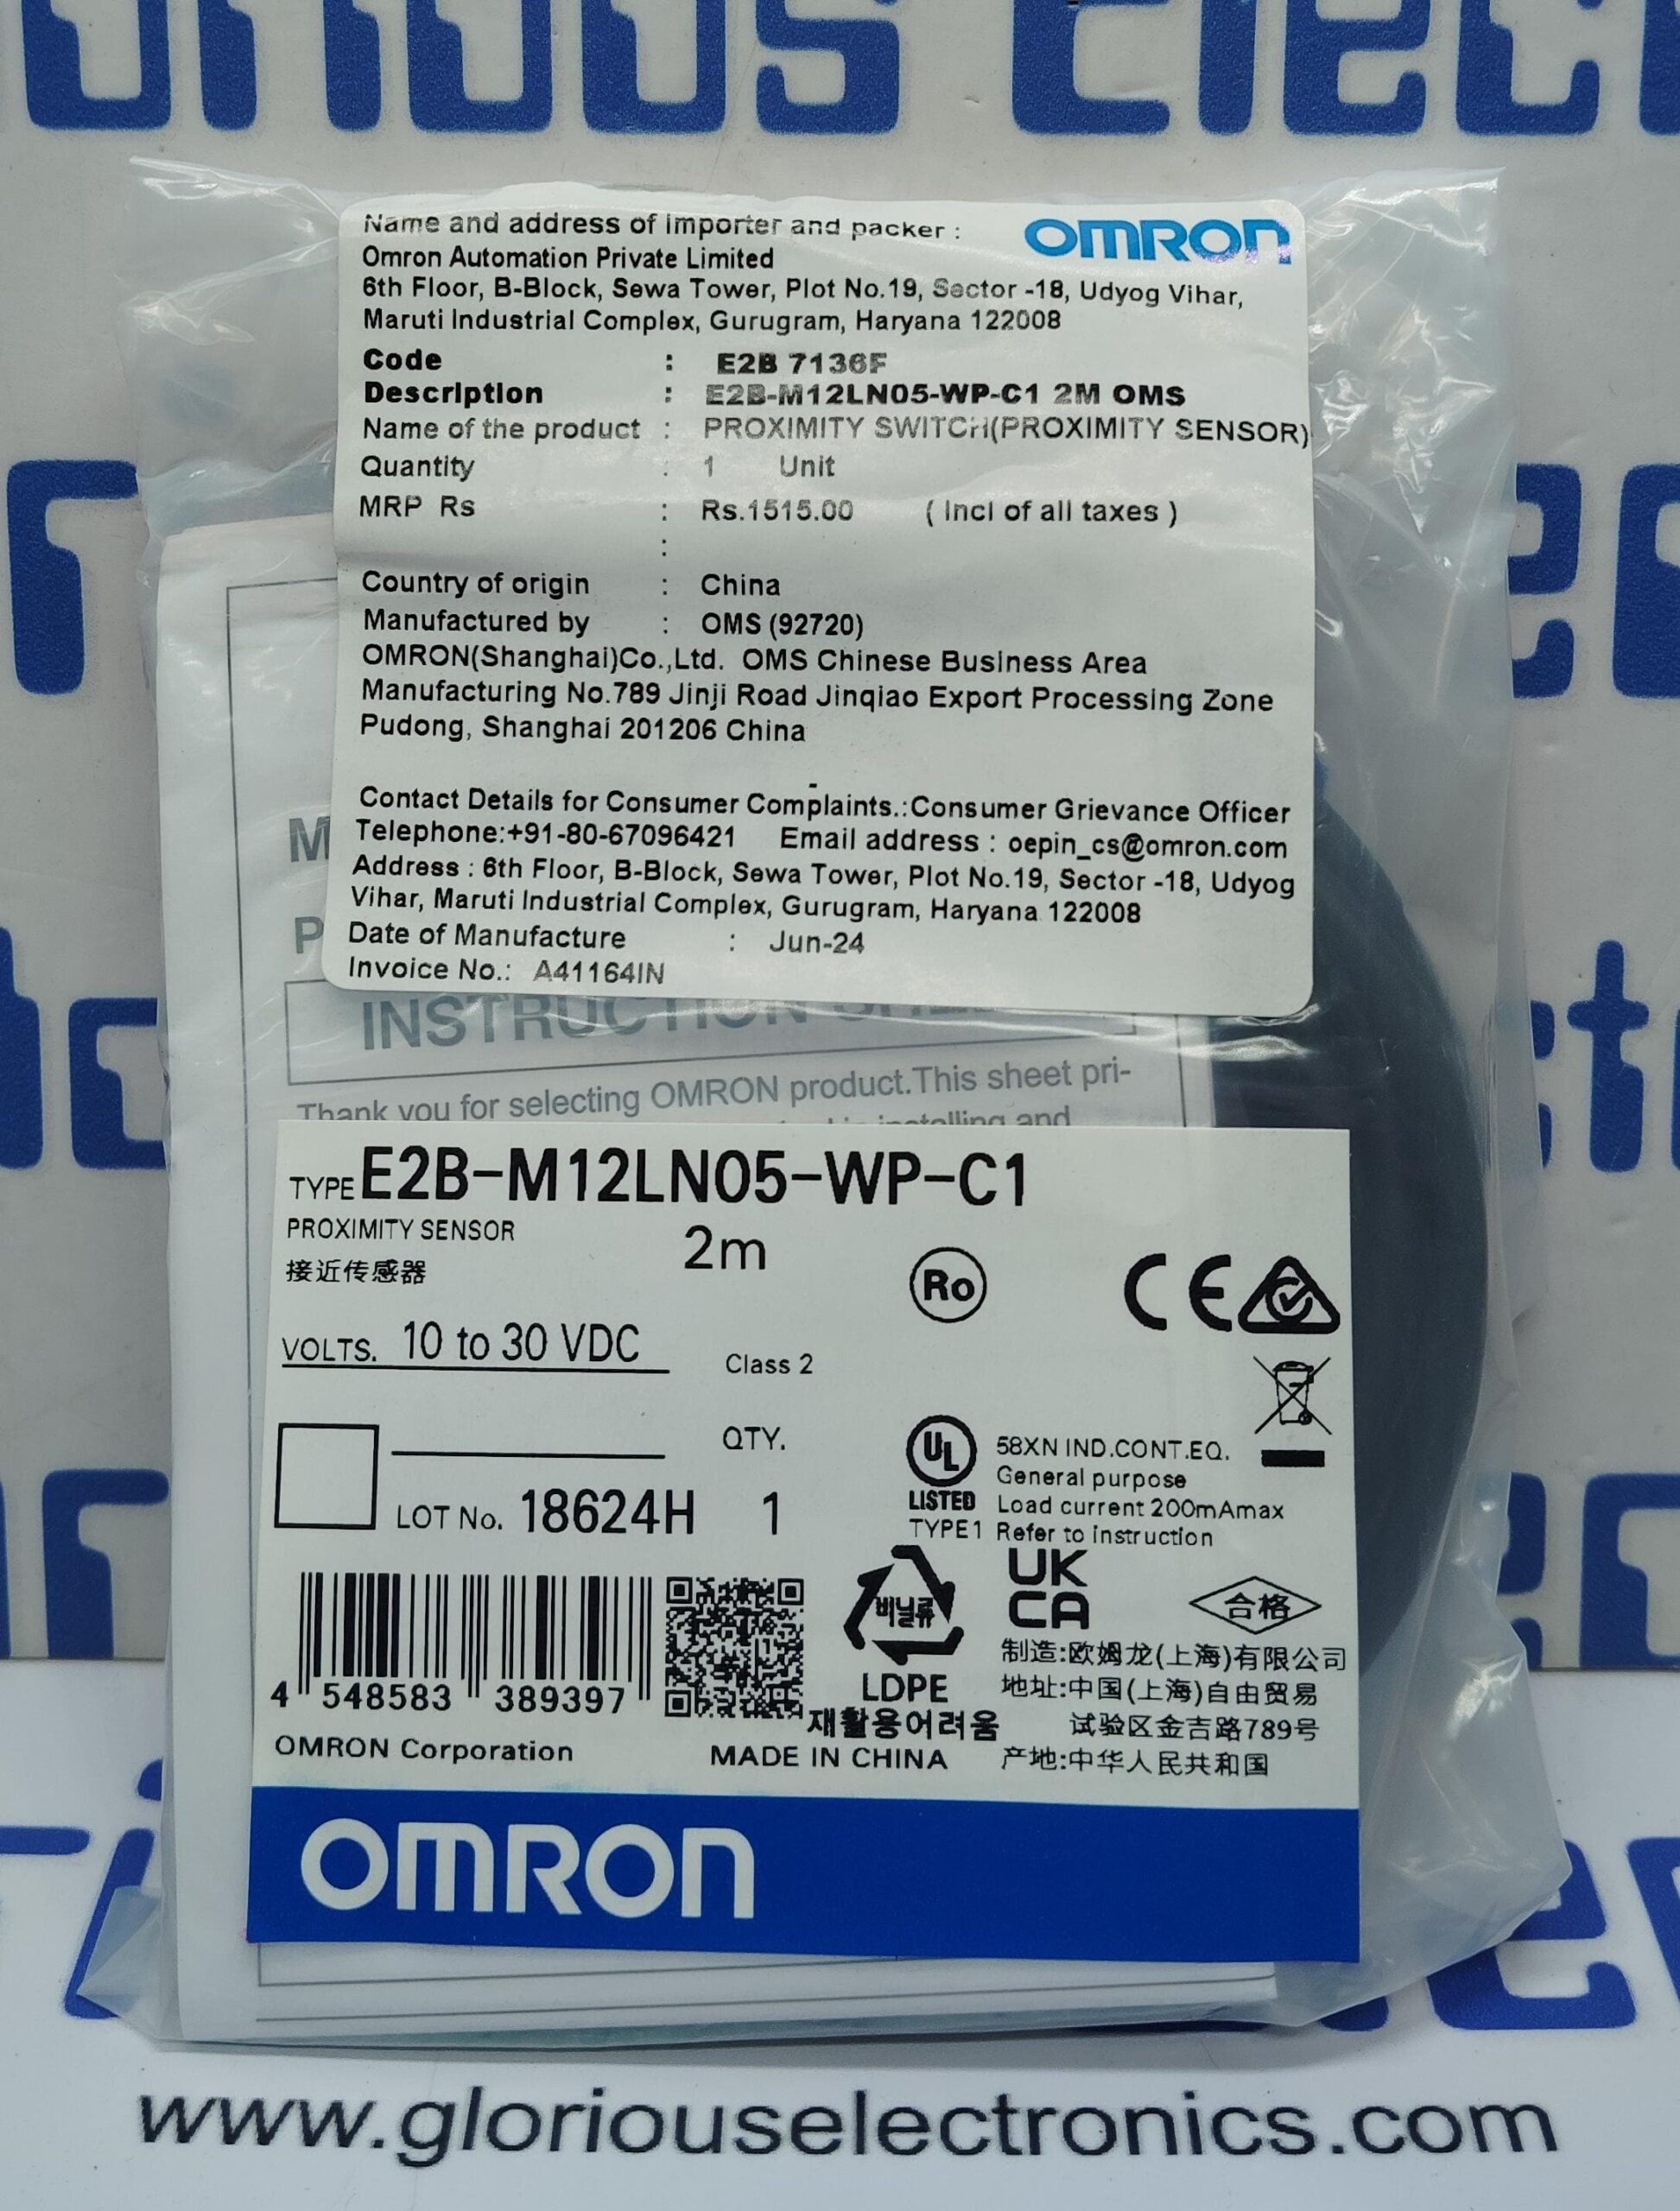 Name and address of Importer and packer :
OMRON
Omron Automation Private Limited
6th Floor, B-Block, Sewa Tower, Plot No.19, Sector -18, Udyog Vihar,
Maruti Industrial Complex, Gurugram, Haryana 122008
Code : E2B 7136F
Description : E2B-M12LN05-WP-C1 2M OMS
Name of the product : PROXIMITY SWITCH(PROXIMITY SENSOR)
Quantity : 1 Unit
MRP Rs : Rs.1515.00 ( Incl of all taxes )
:
Country of origin : China
Manufactured by : OMS (92720)
OMRON(Shanghai)Co.,Ltd. OMS Chinese Business Area
Manufacturing No.789 Jinji Road Jinqiao Export Processing Zone
Pudong, Shanghai 201206 China
-
Contact Details for Consumer Complaints.:Consumer Grievance Officer
Telephone:+91-80-67096421 Email address : oepin_cs@omron.com
Address : 6th Floor, B-Block, Sewa Tower, Plot No.19, Sector -18, Udyog
Vihar, Maruti Industrial Complex, Gurugram, Haryana 122008
Date of Manufacture : Jun-24
Invoice No.: A41164IN
INSTRUCTION
Thank you for selecting OMRON product.This sheet pri-
installing and
TYPE E2B-M12LN05-WP-C1
PROXIMITY SENSOR 2m
接近传感器
Ro
CE
VOLTS. 10 to 30 VDC
Class 2
QTY.
LOT No. 18624H 1
UL
LISTED
TYPE1
58XN IND.CONT.EQ.
General purpose
Load current 200mAmax
Refer to instruction
비닐류
LDPE
재활용어려움
UK
CA
合格
制造:欧姆龙(上海)有限公司
地址:中国(上海)自由贸易
试验区金吉路789号
产地:中华人民共和国
4 548583 389397
OMRON Corporation
MADE IN CHINA
OMRON
www.gloriouselectronics.com